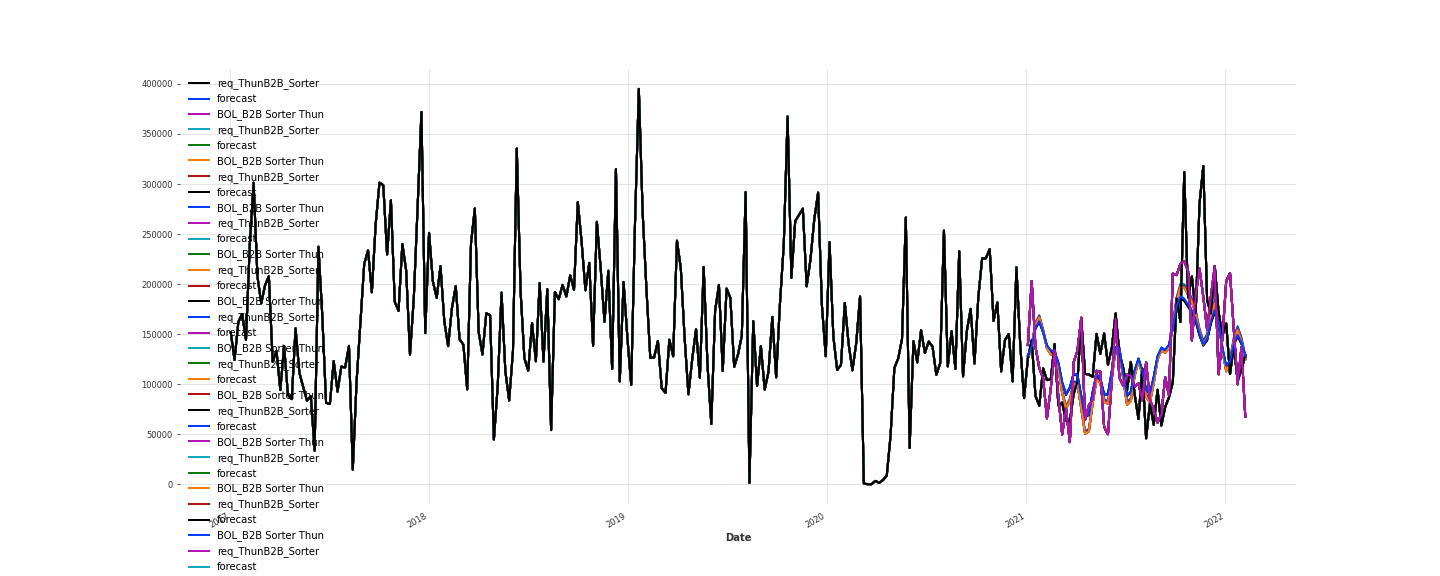 400000
350000
300000
250000
200000
150000
100000
50000
0
req_ThunB2B_Sorter
forecast
BOL_B2B Sorter Thun
req_ThunB2B_Sorter
forecast
BOL_B2B Sorter Thun
req_ThunB2B_Sorter
forecast
BOL_B2B Sorter Thun
req_ThunB2B_Sorter
forecast
BOL_B2B Sorter Thun
req_ThunB2B_Sorter
forecast
BOL_B2B Sorter Thun
req_ThunB2B_Sorter
forecast
BOL_B2B Sorter Thun
req_ThunB2B_Sorter
forecast
BOL_B2B Sorter Thun
req_ThunB2B_Sorter
forecast
BOL_B2B Sorter Thun
req_ThunB2B_Sorter
forecast
BOL_B2B Sorter Thun
req_ThunB2B_Sorter
forecast
BOL_B2B Sorter Thun
req_ThunB2B_Sorter
forecast
2017
2018
2019
2020
2021
2022
Date